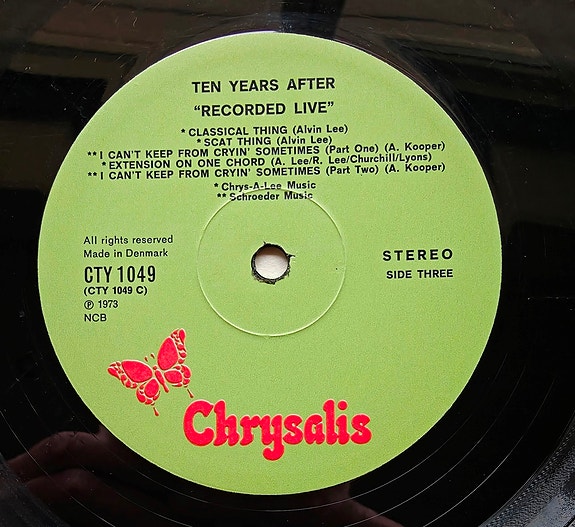 TEN YEARS AFTER
"RECORDED LIVE"
* CLASSICAL THING (Alvin Lee)
* SCAT THING (Alvin Lee)
** I CAN'T KEEP FROM CRYIN' SOMETIMES (Part One) (A. Kooper)
* EXTENSION ON ONE CHORD (A. Lee/R. Lee/Churchill/Lyons)
** I CAN'T KEEP FROM CRYIN' SOMETIMES (Part Two) (A. Kooper)
* Chrys-A-Lee Music
** Schroeder Music
All rights reserved
Made in Denmark
CTY 1049
(CTY 1049 C)
℗ 1973
NCB
STEREO
SIDE THREE
Chrysalis